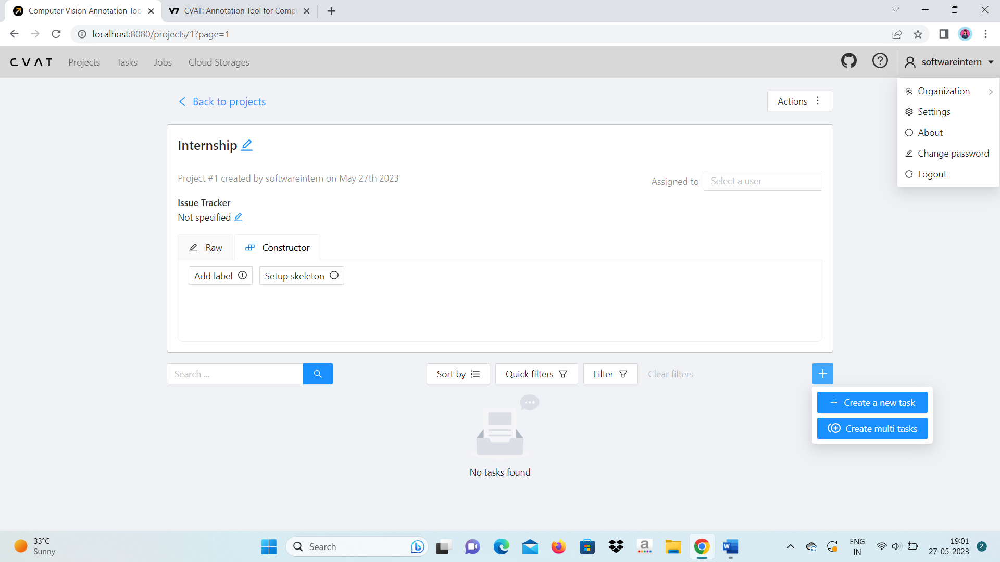 Computer Vision Annotation Too
CVAT: Annotation Tool for Compu
localhost:8080/projects/1?page=1
CVAT Projects Tasks Jobs Cloud Storages
softwareintern
Organization
Settings
About
Change password
Logout
Back to projects
Actions
Internship
Project #1 created by softwareintern on May 27th 2023
Assigned to Select a user
Issue Tracker
Not specified
Raw Constructor
Add label Setup skeleton
Search ... Sort by Quick filters Filter Clear filters
Create a new task
Create multi tasks
No tasks found
33°C
Sunny
Search
ENG
IN
19:01
27-05-2023
2